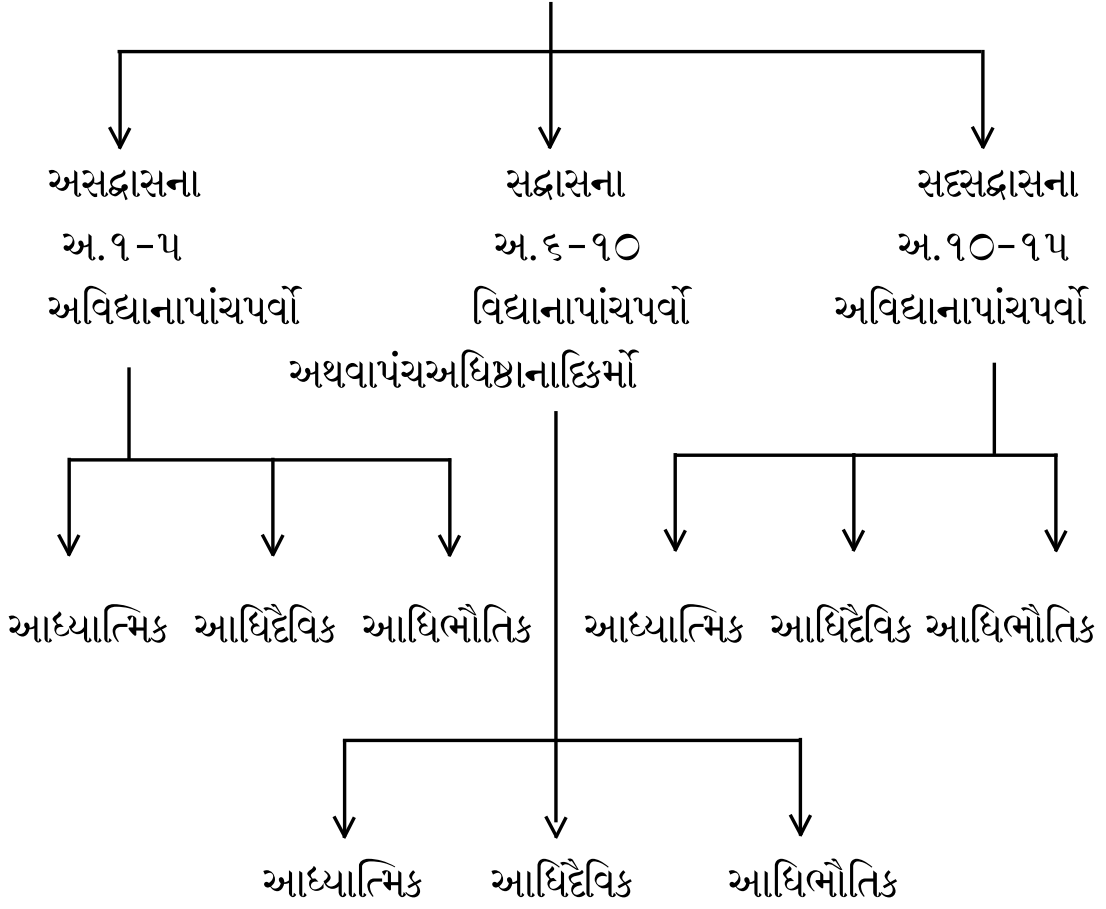 અસદ્વાસના સદ્વાસના સદસદ્વાસના
અ.૧-૫ અ.૬-૧૦ અ.૧૦-૧૫
અવિદ્યાનાપાંચપર્વો વિદ્યાનાપાંચપર્વો અવિદ્યાનાપાંચપર્વો
અથવાપંચઅધિષ્ઠાનાદિકર્મો
આધ્યાત્મિક આધિદૈવિક આધિભૌતિક આધ્યાત્મિક આધિદૈવિક આધિભૌતિક
આધ્યાત્મિક આધિદૈવિક આધિભૌતિક